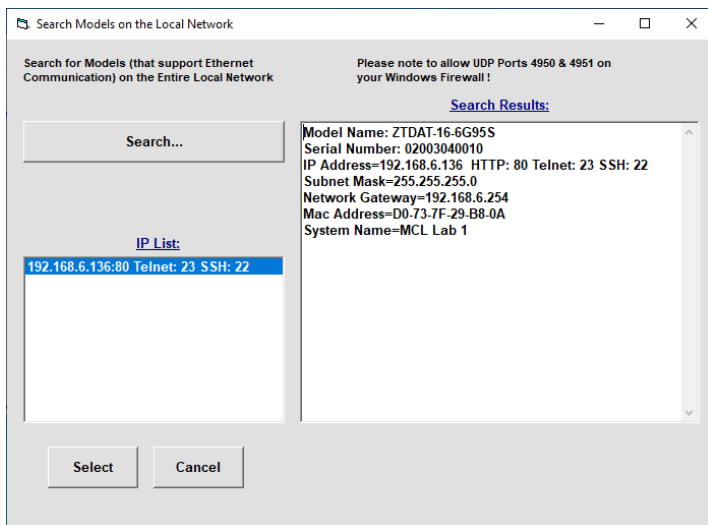 Search Models on the Local Network
Search for Models (that support Ethernet
Communication) on the Entire Local Network
Please note to allow UDP Ports 4950 & 4951 on
your Windows Firewall !
Search...
Search Results:
Model Name: ZTDAT-16-6G95S
Serial Number: 02003040010
IP Address=192.168.6.136  HTTP: 80 Telnet: 23 SSH: 22
Subnet Mask=255.255.255.0
Network Gateway=192.168.6.254
Mac Address=D0-73-7F-29-B8-0A
System Name=MCL Lab 1
IP List:
192.168.6.136:80 Telnet: 23 SSH: 22
Select
Cancel